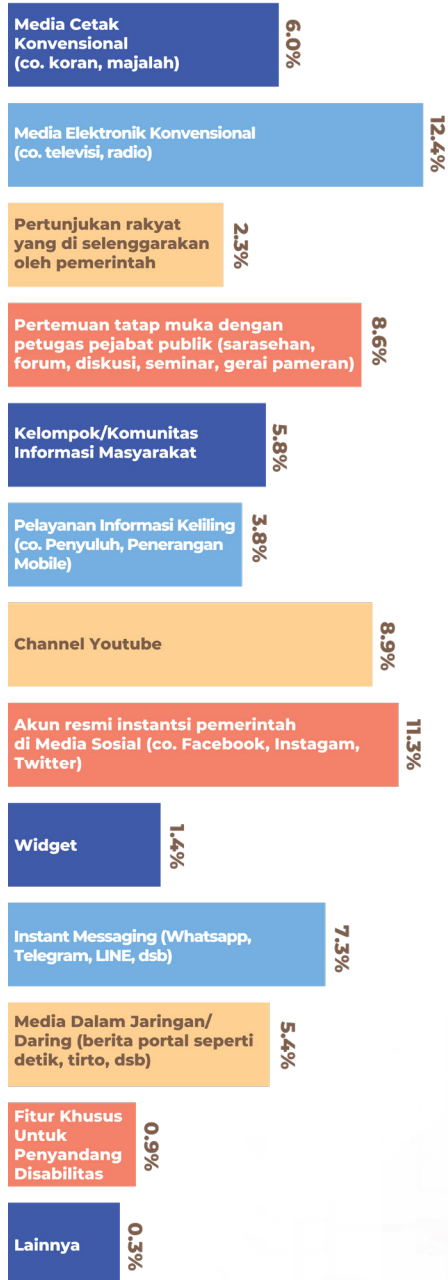 Media Cetak
Konvensional
(co. koran, majalah)
6.0%
Media Elektronik Konvensional
(co. televisi, radio)
12.4%
Pertunjukan rakyat
yang di selenggarakan
oleh pemerintah
2.3%
Pertemuan tatap muka dengan
petugas pejabat publik (sarasehan,
forum, diskusi, seminar, gerai pameran)
8.6%
Kelompok/Komunitas
Informasi Masyarakat
5.8%
Pelayanan Informasi Keliling
(co. Penyuluh, Penerangan
Mobile)
3.8%
Channel Youtube
8.9%
Akun resmi instantsi pemerintah
di Media Sosial (co. Facebook, Instagam,
Twitter)
11.3%
Widget
1.4%
Instant Messaging (Whatsapp,
Telegram, LINE, dsb)
7.3%
Media Dalam Jaringan/
Daring (berita portal seperti
detik, tirto, dsb)
5.4%
Fitur Khusus
Untuk
Penyandang
Disabilitas
0.9%
Lainnya
0.3%